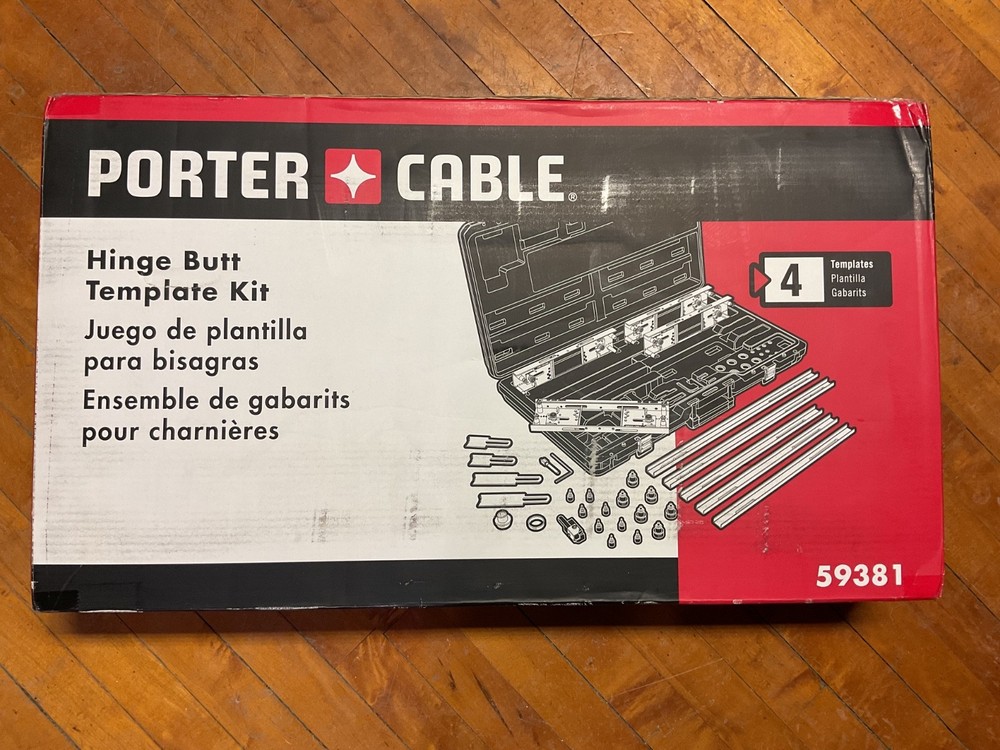 PORTER CABLE®
Hinge Butt
Template Kit
Juego de plantilla
para bisagras
Ensemble de gabarits
pour charnières
4
Templates
Plantilla
Gabarits
59381